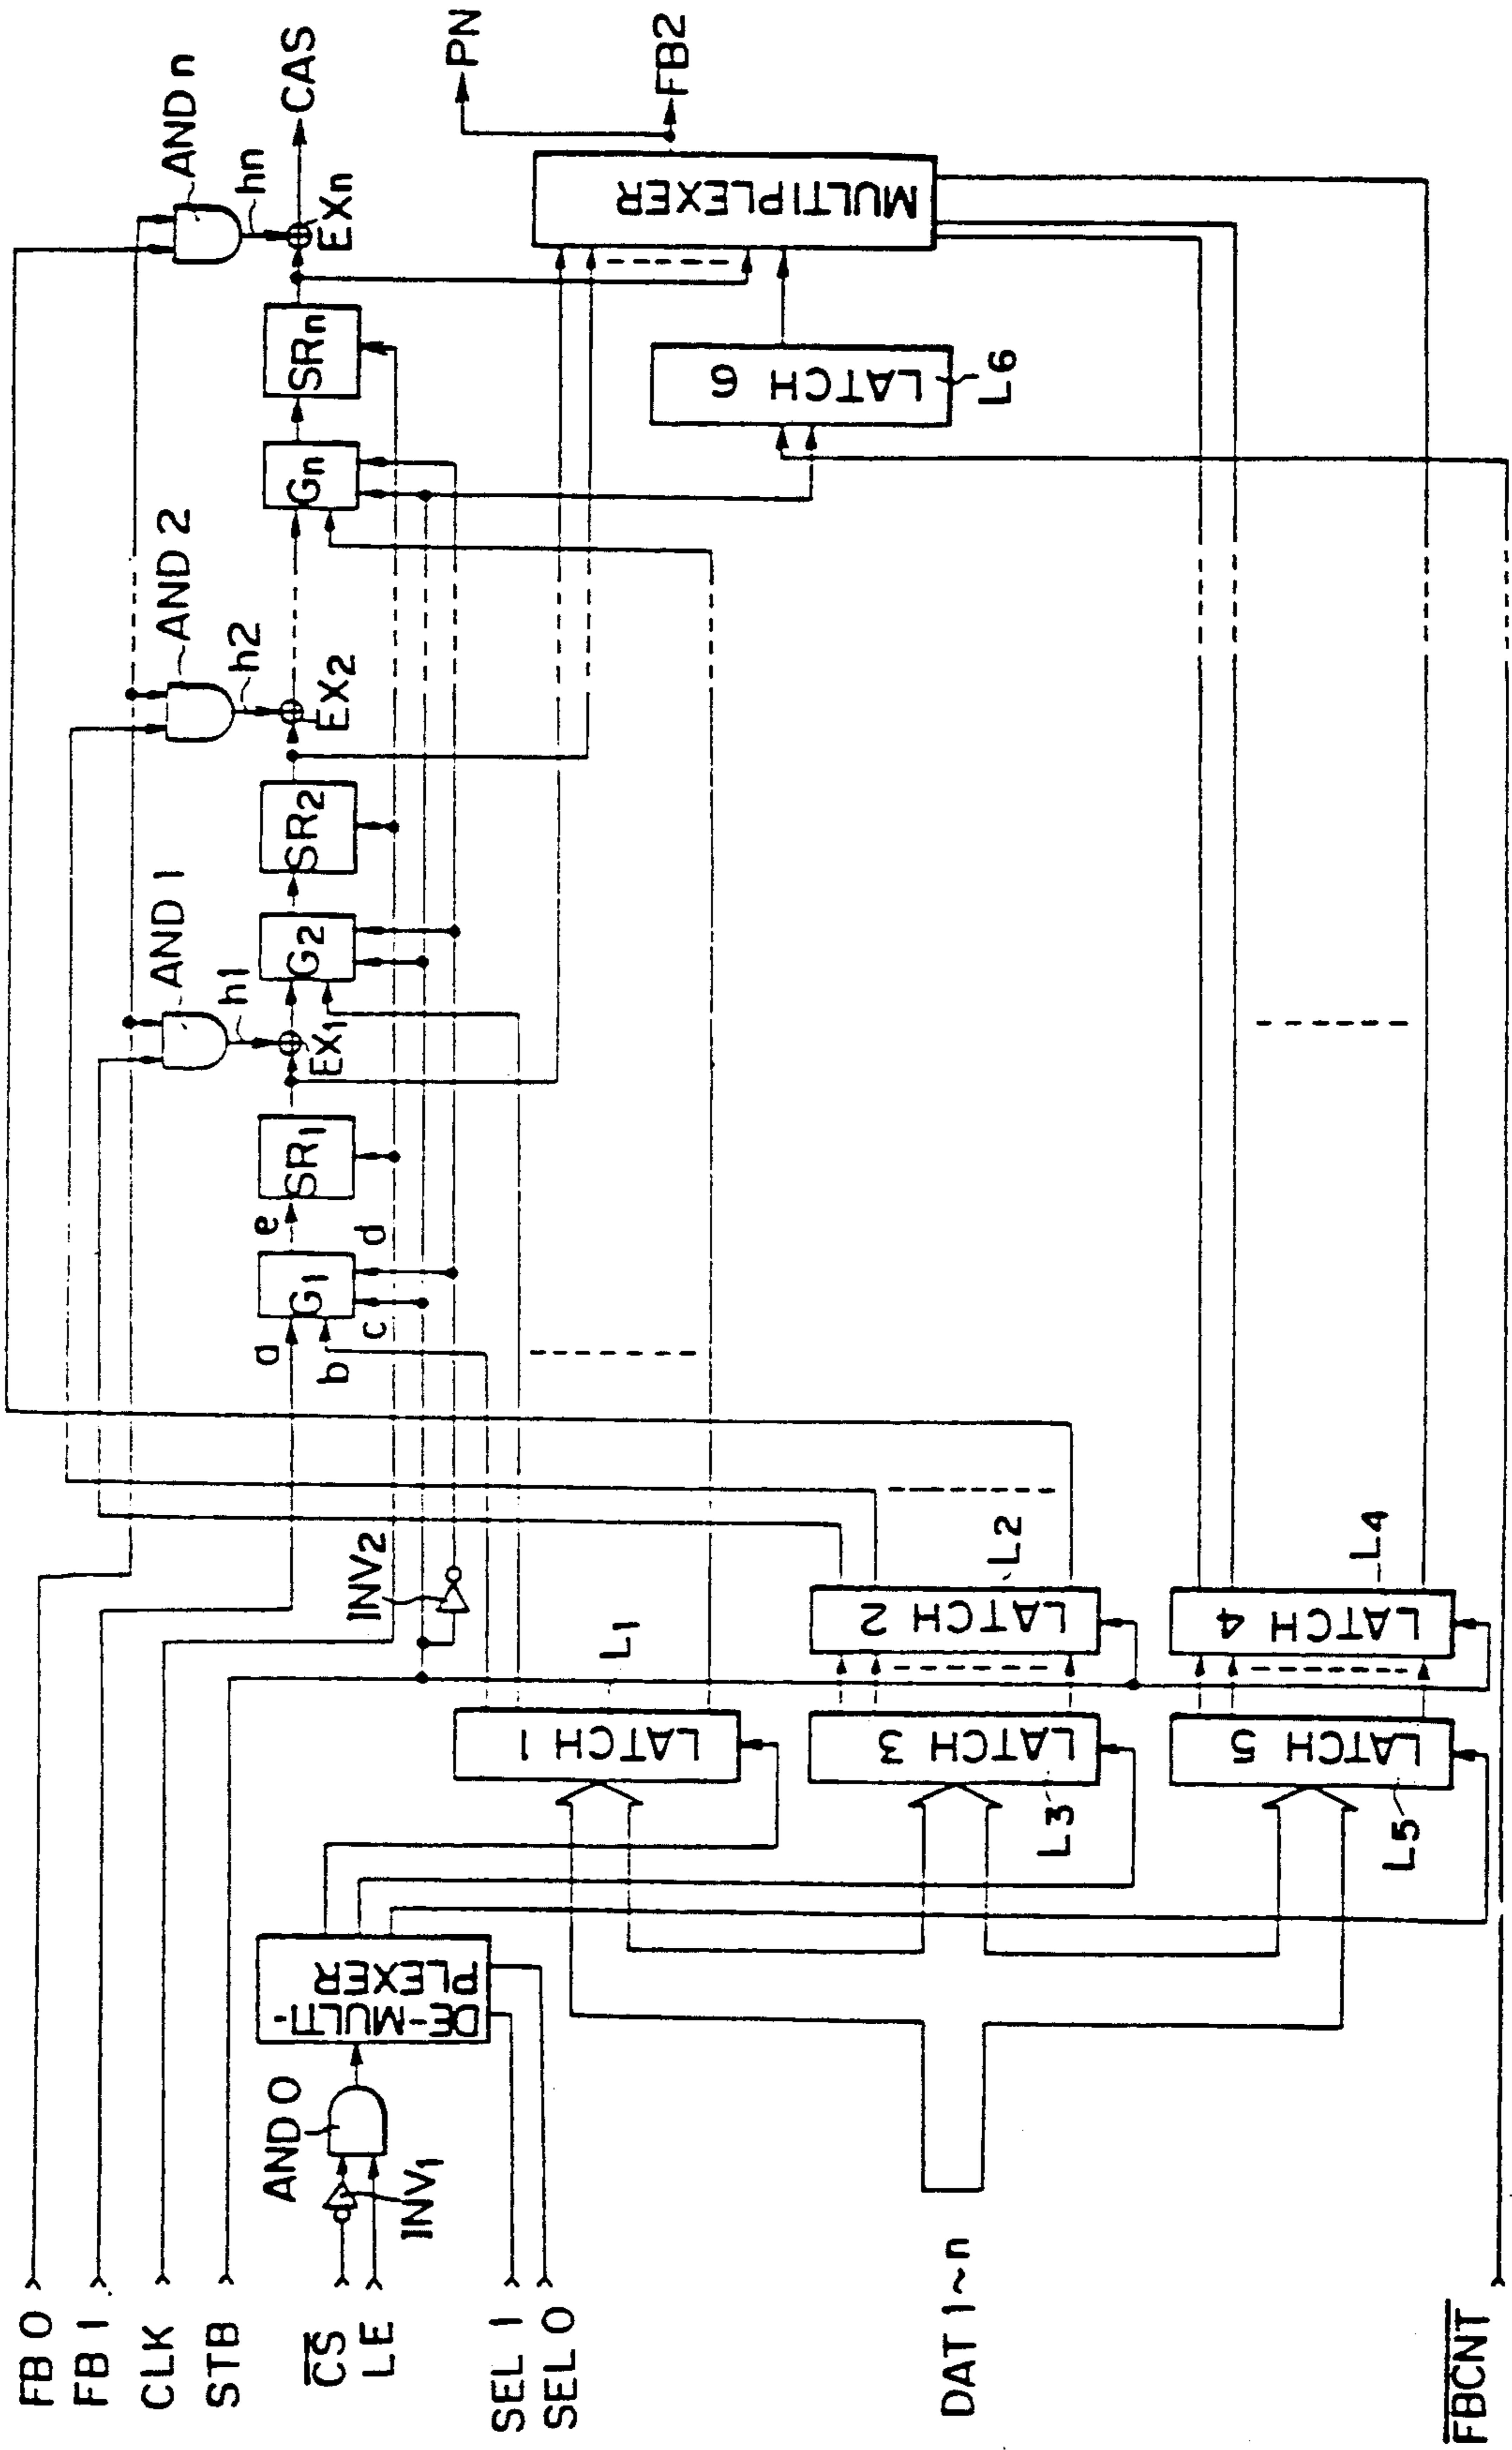 FB 0
FB 1
CLK
STB
CS
LE
SEL 1
SEL 0
DAT 1~n
FBCNT
AND 0
INV1
DE-MULTI-
PLEXER
INV2
LATCH 1
L1
LATCH 3
L3
LATCH 5
L5
LATCH 2
L2
LATCH 4
L4
a
b
c
d
e
G1
SR1
EX1
h1
AND 1
G2
SR2
EX2
h2
AND 2
Gn
SRn
EXn
hn
AND n
CAS
LATCH 6
L6
MULTIPLEXER
PN
FB2